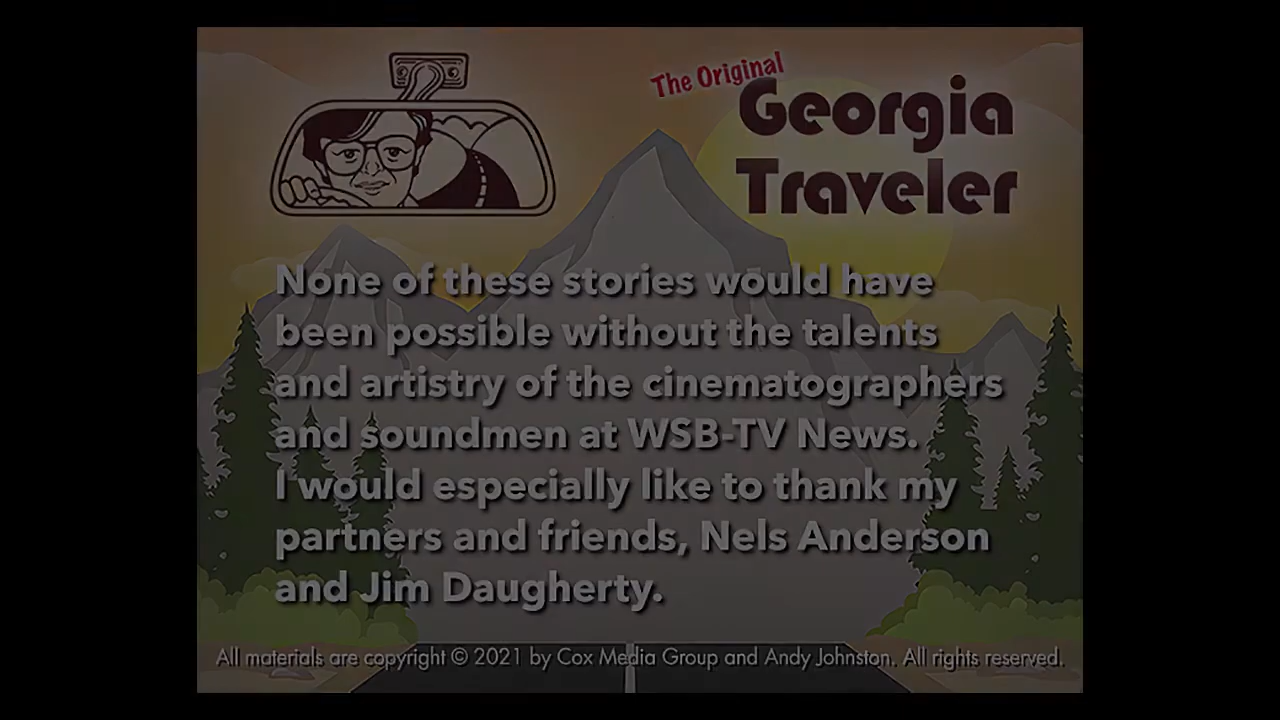 The Original
Georgia
Traveler
None of these stories would have
been possible without the talents
and artistry of the cinematographers
and soundmen at WSB-TV News.
I would especially like to thank my
partners and friends, Nels Anderson
and Jim Daugherty.
All materials are copyright © 2021 by Cox Media Group and Andy Johnston. All rights reserved.